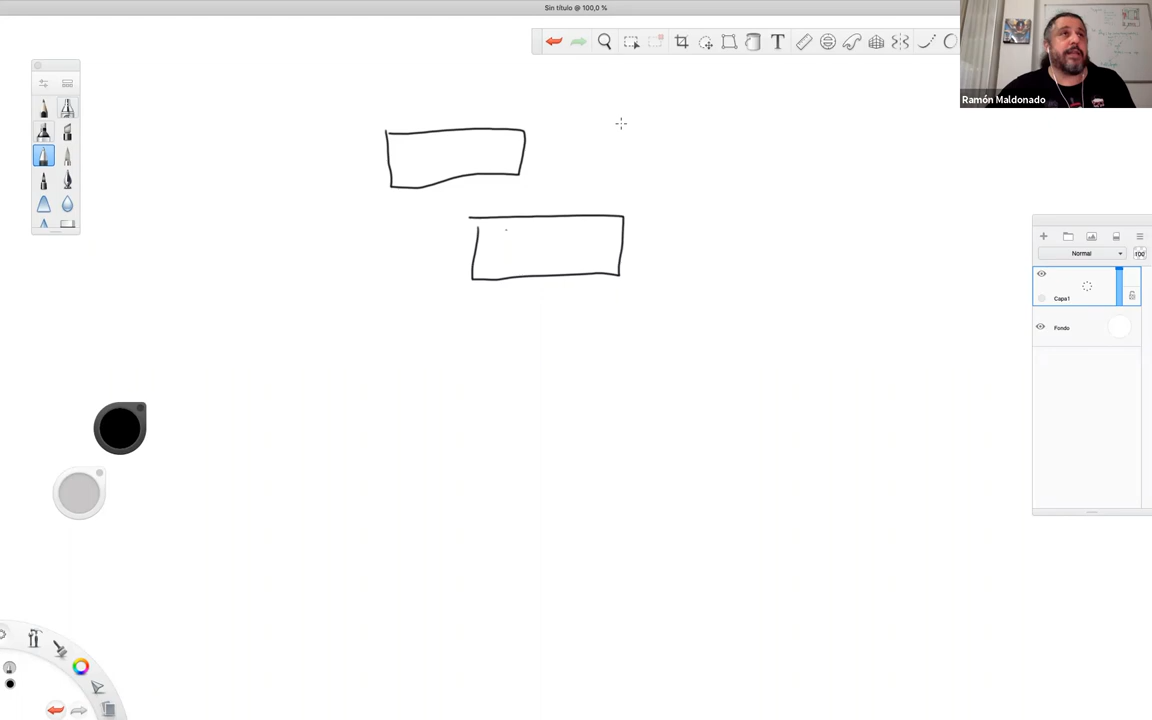 Sin título @ 100,0 %
T
Ramón Maldonado
Normal
100
Capa1
Fondo